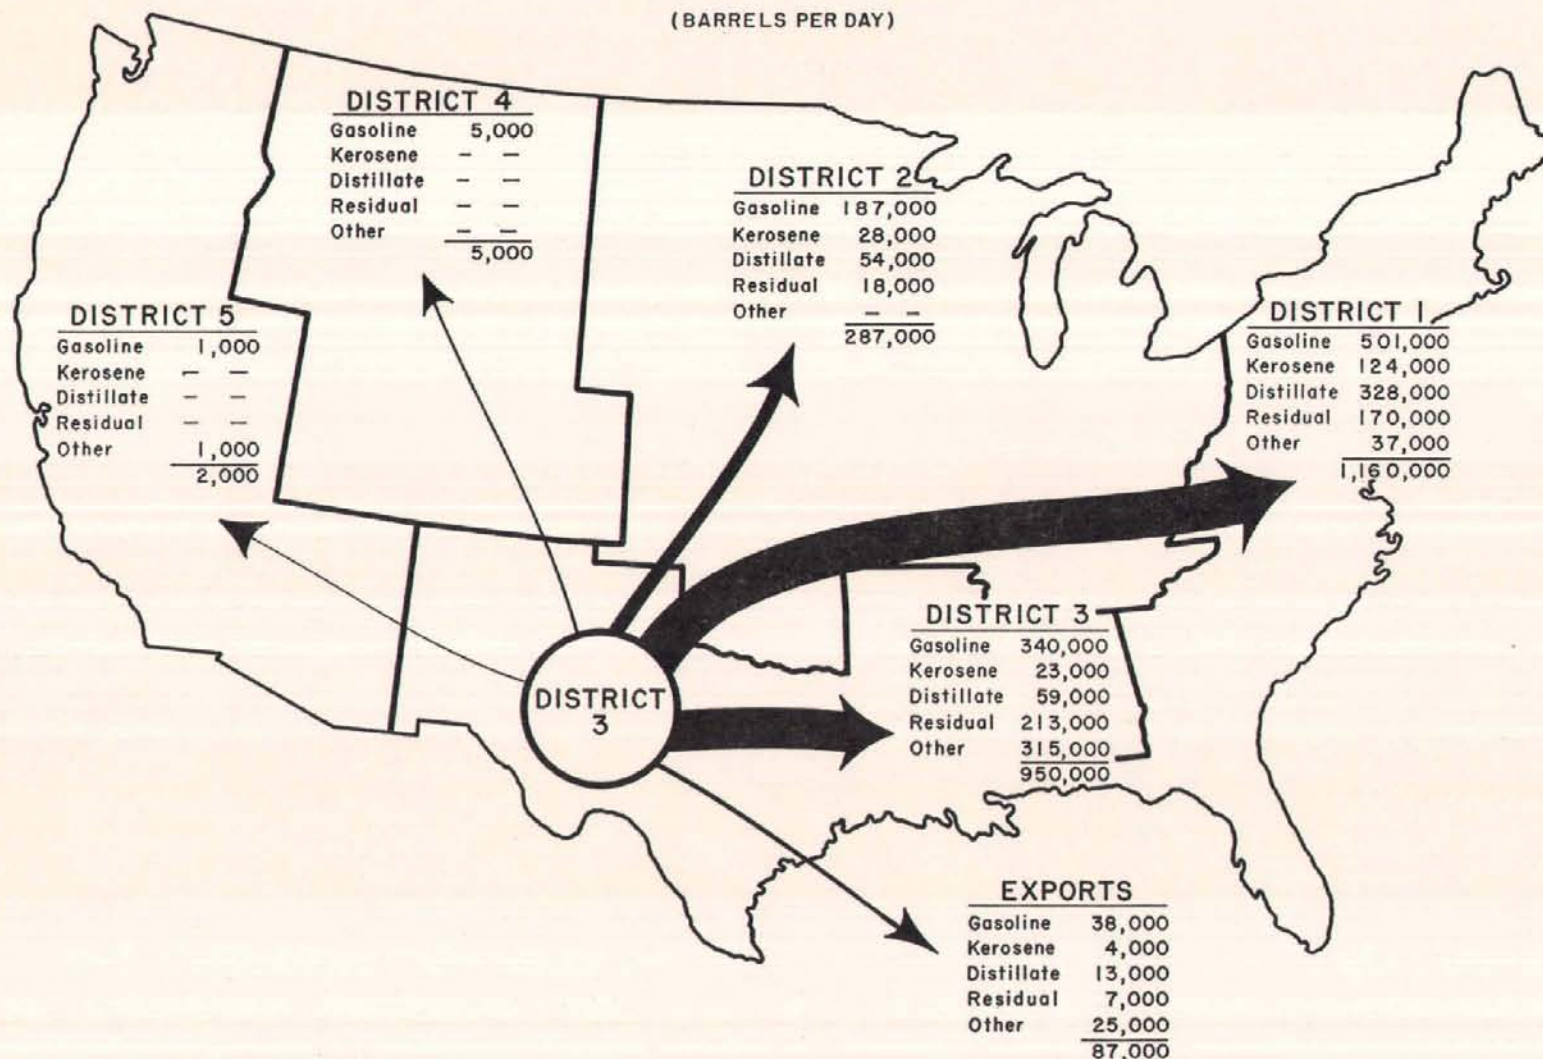 (BARRELS PER DAY)
DISTRICT 4
Gasoline 5,000
Kerosene – –
Distillate – –
Residual – –
Other – –
5,000
DISTRICT 2
Gasoline 187,000
Kerosene 28,000
Distillate 54,000
Residual 18,000
Other – –
287,000
DISTRICT 5
Gasoline 1,000
Kerosene – –
Distillate – –
Residual – –
Other 1,000
2,000
DISTRICT 1
Gasoline 501,000
Kerosene 124,000
Distillate 328,000
Residual 170,000
Other 37,000
1,160,000
DISTRICT
3
DISTRICT 3
Gasoline 340,000
Kerosene 23,000
Distillate 59,000
Residual 213,000
Other 315,000
950,000
EXPORTS
Gasoline 38,000
Kerosene 4,000
Distillate 13,000
Residual 7,000
Other 25,000
87,000